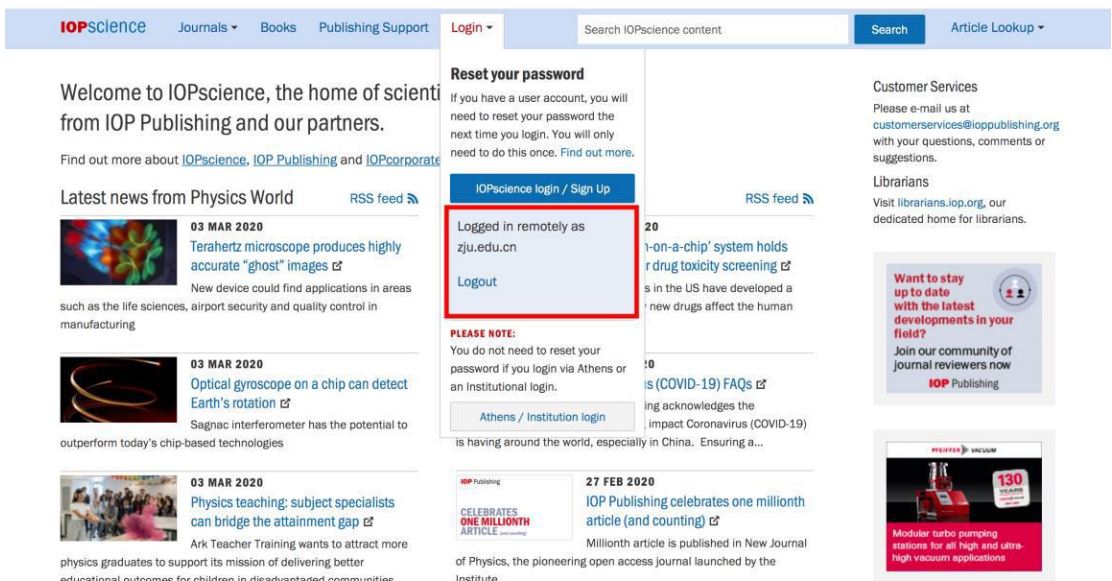 IOPSCIENCE
Journals
Books
Publishing Support
Login
Search IOPscience content
Search
Article Lookup
Welcome to IOPscience, the home of scienti
from IOP Publishing and our partners.
Find out more about IOPscience, IOP Publishing and IOPcorporate
Latest news from Physics World
RSS feed
03 MAR 2020
Terahertz microscope produces highly
accurate “ghost” images
New device could find applications in areas
such as the life sciences, airport security and quality control in
manufacturing
03 MAR 2020
Optical gyroscope on a chip can detect
Earth's rotation
Sagnac interferometer has the potential to
outperform today's chip-based technologies
03 MAR 2020
Physics teaching: subject specialists
can bridge the attainment gap
Ark Teacher Training wants to attract more
physics graduates to support its mission of delivering better
educational outcomes for children in disadvantaged communities
Reset your password
If you have a user account, you will
need to reset your password the
next time you login. You will only
need to do this once. Find out more.
IOPscience login / Sign Up
Logged in remotely as
zju.edu.cn
Logout
PLEASE NOTE:
You do not need to reset your
password if you login via Athens or
an Institutional login.
Athens / Institution login
RSS feed
20
n-on-a-chip' system holds
r drug toxicity screening
s in the US have developed a
new drugs affect the human
20
s (COVID-19) FAQs
ing acknowledges the
impact Coronavirus (COVID-19)
is having around the world, especially in China. Ensuring a...
IOP Publishing
CELEBRATES
ONE MILLIONTH
ARTICLE (and counting)
27 FEB 2020
IOP Publishing celebrates one millionth
article (and counting)
Millionth article is published in New Journal
of Physics, the pioneering open access journal launched by the
Institute
Customer Services
Please e-mail us at
customerservices@ioppublishing.org
with your questions, comments or
suggestions.
Librarians
Visit librarians.iop.org, our
dedicated home for librarians.
Want to stay
up to date
with the latest
developments in your
field?
Join our community of
journal reviewers now
IOP Publishing
PFEIFFER VACUUM
130
YEARS
Modular turbo pumping
stations for all high and ultra-
high vacuum applications